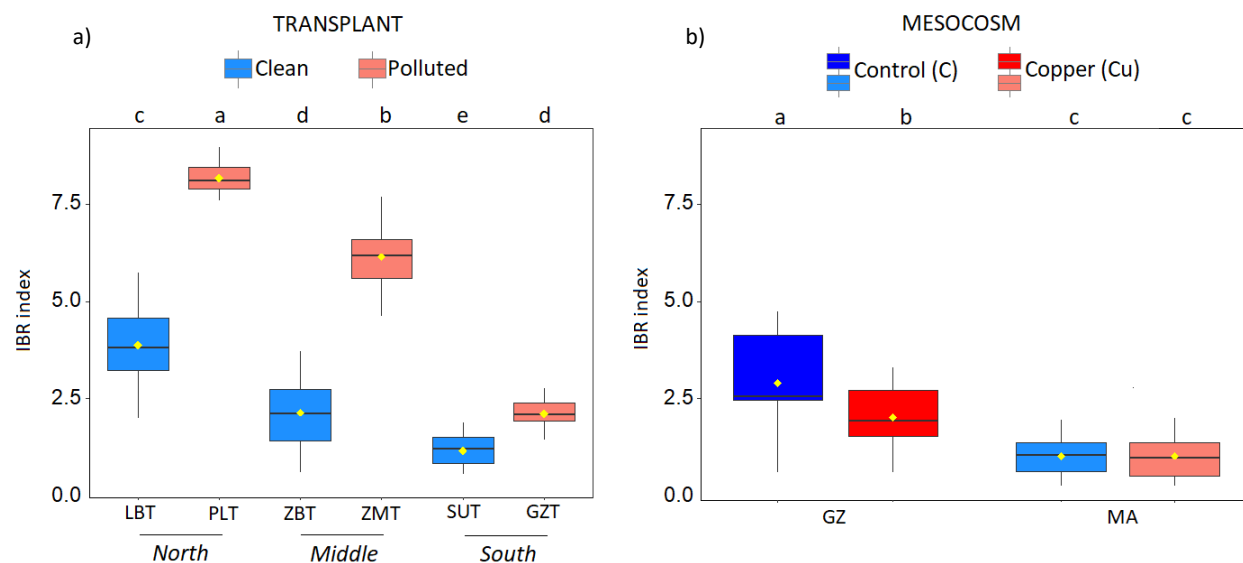 a)
TRANSPLANT
Clean Polluted
c a d b e d
IBR index
7.5
5.0
2.5
0.0
LBT PLT ZBT ZMT SUT GZT
North Middle South
b)
MESOCOSM
Control (C) Copper (Cu)
a b c c
IBR index
7.5
5.0
2.5
0.0
GZ MA